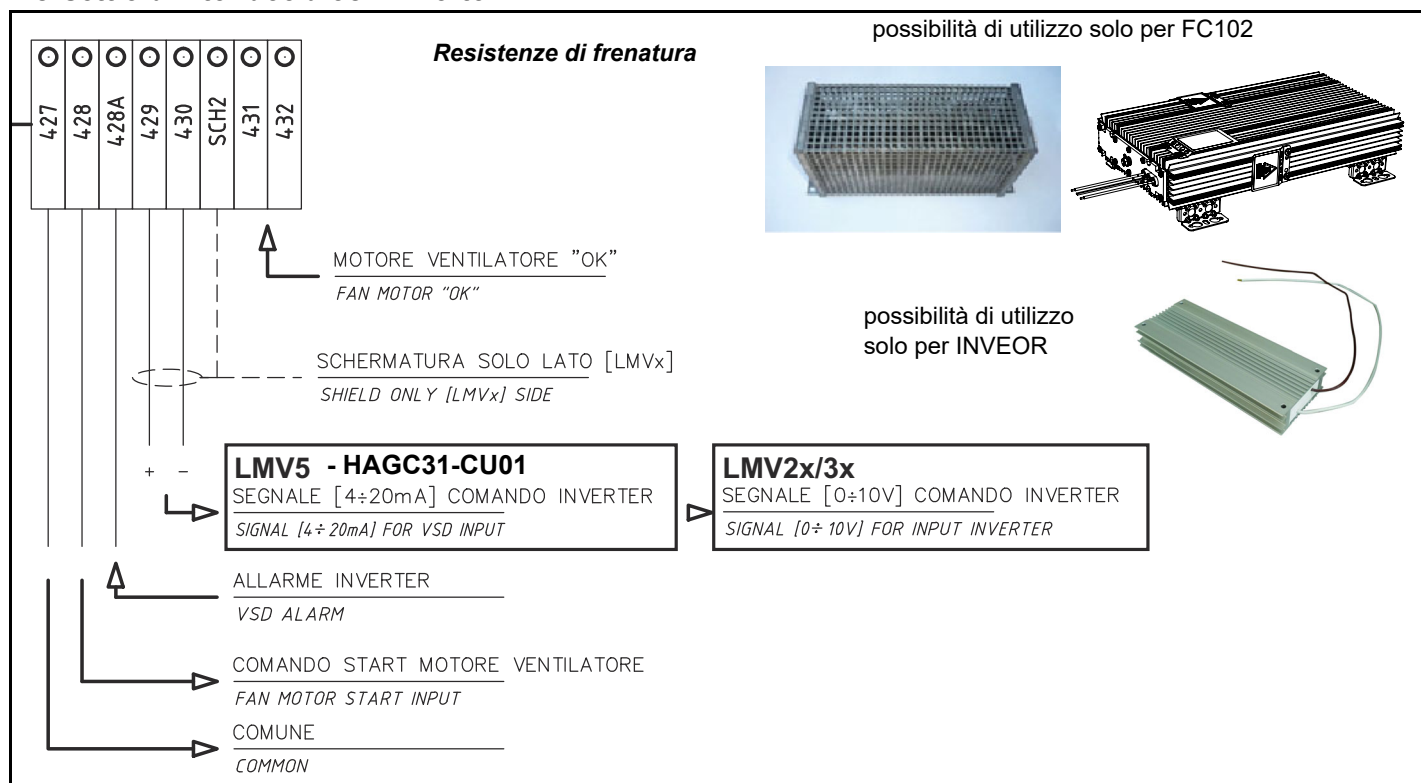 possibilità di utilizzo solo per FC102
Resistenze di frenatura
427
428
428A
429
430
SCH2
431
432
MOTORE VENTILATORE ”OK”
FAN MOTOR "OK"
possibilità di utilizzo
solo per INVEOR
SCHERMATURA SOLO LATO [LMVx]
SHIELD ONLY [LMVx] SIDE
+ −
LMV5 - HAGC31-CU01
SEGNALE [4÷20mA] COMANDO INVERTER
SIGNAL [4÷20mA] FOR VSD INPUT
LMV2x/3x
SEGNALE [0÷10V] COMANDO INVERTER
SIGNAL [0÷10V] FOR INPUT INVERTER
ALLARME INVERTER
VSD ALARM
COMANDO START MOTORE VENTILATORE
FAN MOTOR START INPUT
COMUNE
COMMON